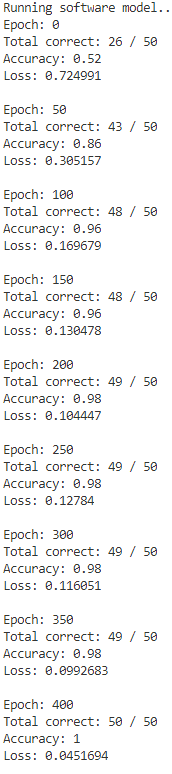 Running software model..
Epoch: 0
Total correct: 26 / 50
Accuracy: 0.52
Loss: 0.724991

Epoch: 50
Total correct: 43 / 50
Accuracy: 0.86
Loss: 0.305157

Epoch: 100
Total correct: 48 / 50
Accuracy: 0.96
Loss: 0.169679

Epoch: 150
Total correct: 48 / 50
Accuracy: 0.96
Loss: 0.130478

Epoch: 200
Total correct: 49 / 50
Accuracy: 0.98
Loss: 0.104447

Epoch: 250
Total correct: 49 / 50
Accuracy: 0.98
Loss: 0.12784

Epoch: 300
Total correct: 49 / 50
Accuracy: 0.98
Loss: 0.116051

Epoch: 350
Total correct: 49 / 50
Accuracy: 0.98
Loss: 0.0992683

Epoch: 400
Total correct: 50 / 50
Accuracy: 1
Loss: 0.0451694